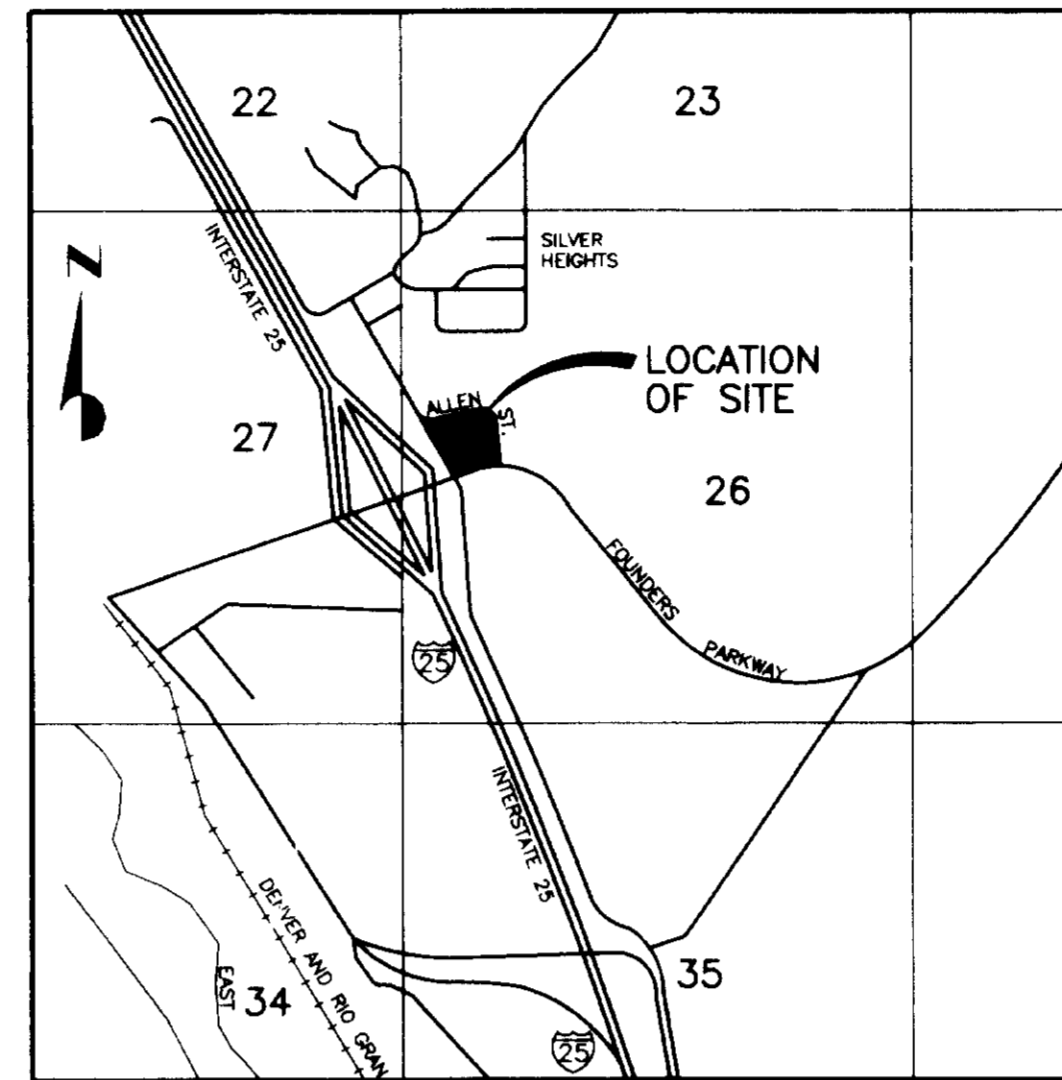 22
23
INTERSTATE 25
SILVER
HEIGHTS
N
LOCATION
OF SITE
ALLEN ST.
27
26
FOUNDERS PARKWAY
25
INTERSTATE 25
DENVER AND RIO GRAN
EAST
34
35
25